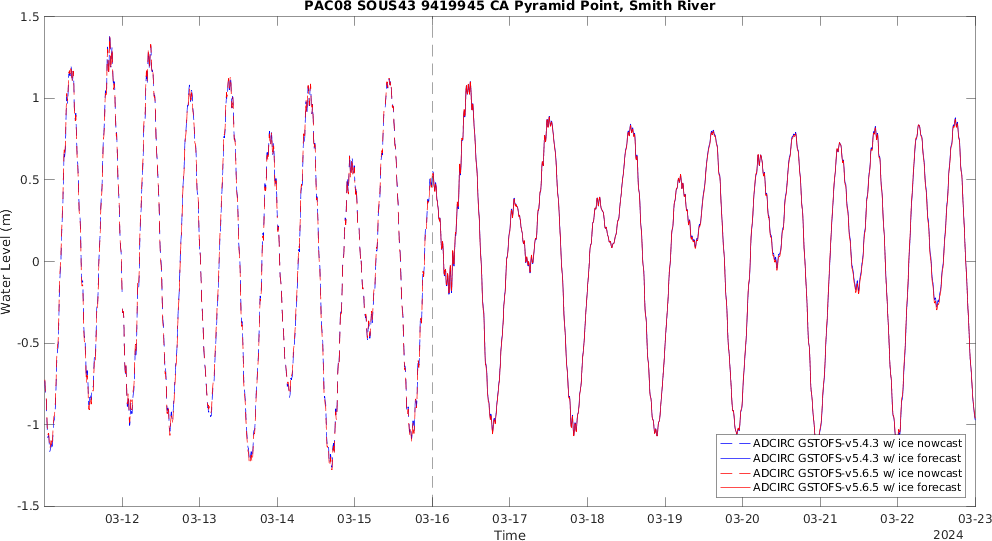 PAC08 SOUS43 9419945 CA Pyramid Point, Smith River
1.5
1
0.5
0
-0.5
-1
-1.5
Water Level (m)
ADCIRC GSTOFS-v5.4.3 w/ ice nowcast
ADCIRC GSTOFS-v5.4.3 w/ ice forecast
ADCIRC GSTOFS-v5.6.5 w/ ice nowcast
ADCIRC GSTOFS-v5.6.5 w/ ice forecast
03-12 03-13 03-14 03-15 03-16 03-17 03-18 03-19 03-20 03-21 03-22 03-23
Time
2024